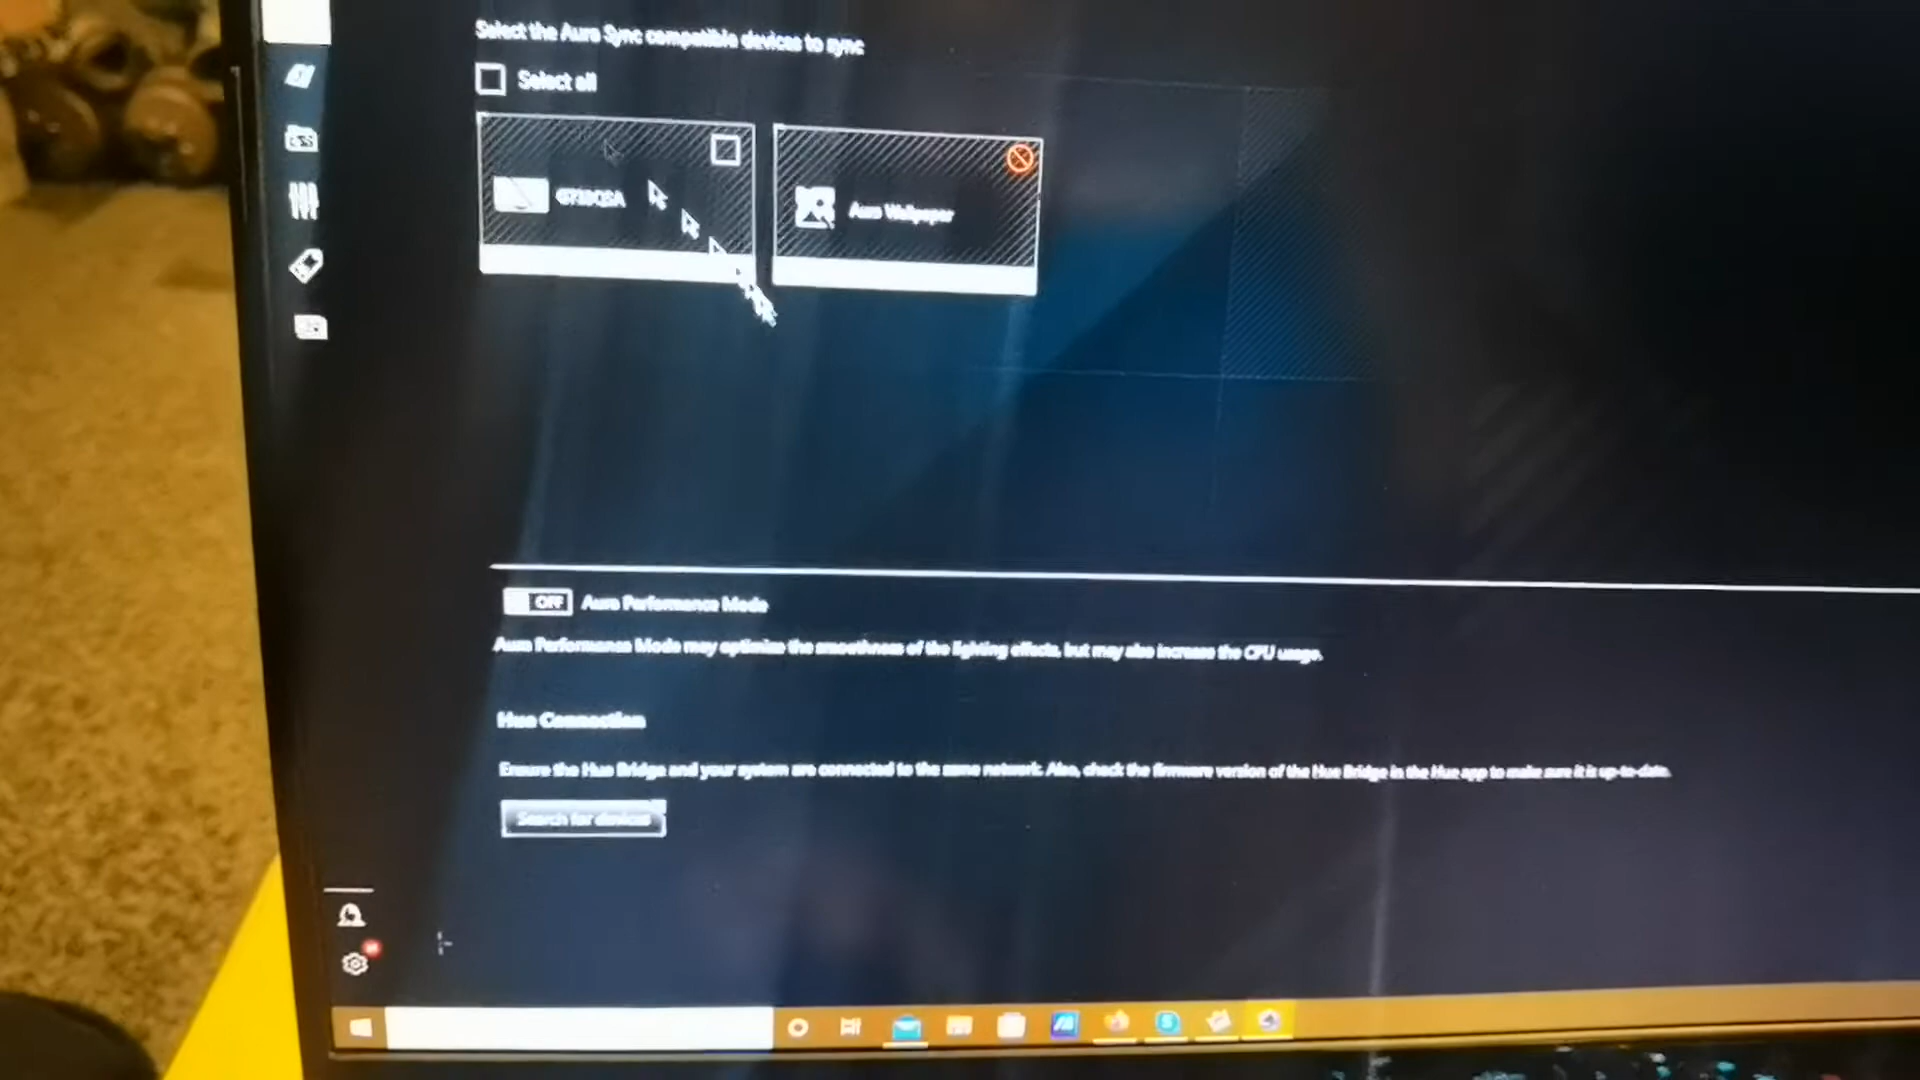 Select the Aura Sync compatible devices to sync
Select all
Aura Wallpaper
OFF Aura Performance Mode
Aura Performance Mode may optimize the smoothness of the lighting effects, but may also increase the CPU usage.
Hue Connection
Ensure the Hue Bridge and your system are connected to the same network. Also, check the firmware version of the Hue Bridge in the Hue app to make sure it is up-to-date.
Search for devices